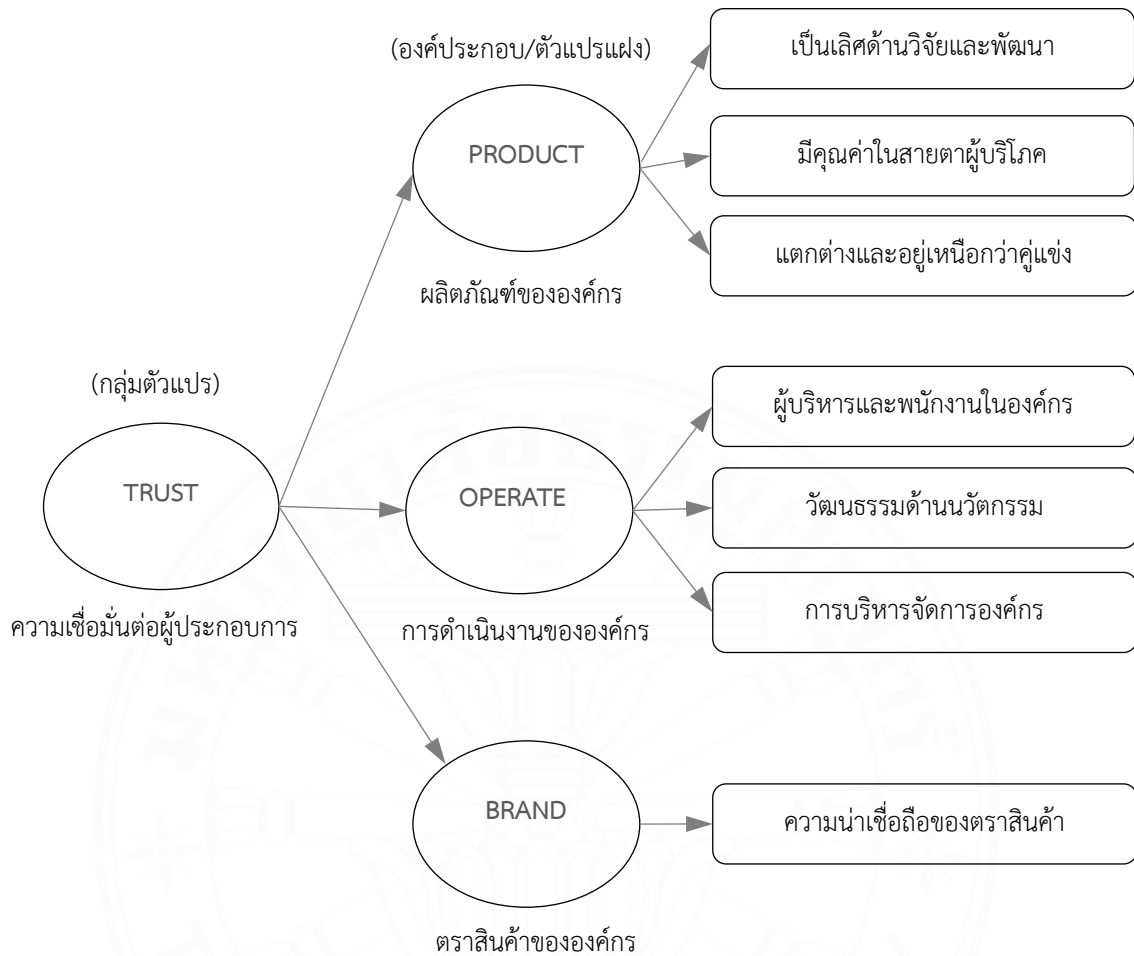 (องค์ประกอบ/ตัวแปรแฝง)
PRODUCT
ผลิตภัณฑ์ขององค์กร
เป็นเลิศด้านวิจัยและพัฒนา
มีคุณค่าในสายตาผู้บริโภค
แตกต่างและอยู่เหนือกว่าคู่แข่ง
(กลุ่มตัวแปร)
TRUST
ความเชื่อมั่นต่อผู้ประกอบการ
OPERATE
การดำเนินงานขององค์กร
ผู้บริหารและพนักงานในองค์กร
วัฒนธรรมด้านนวัตกรรม
การบริหารจัดการองค์กร
BRAND
ตราสินค้าขององค์กร
ความน่าเชื่อถือของตราสินค้า